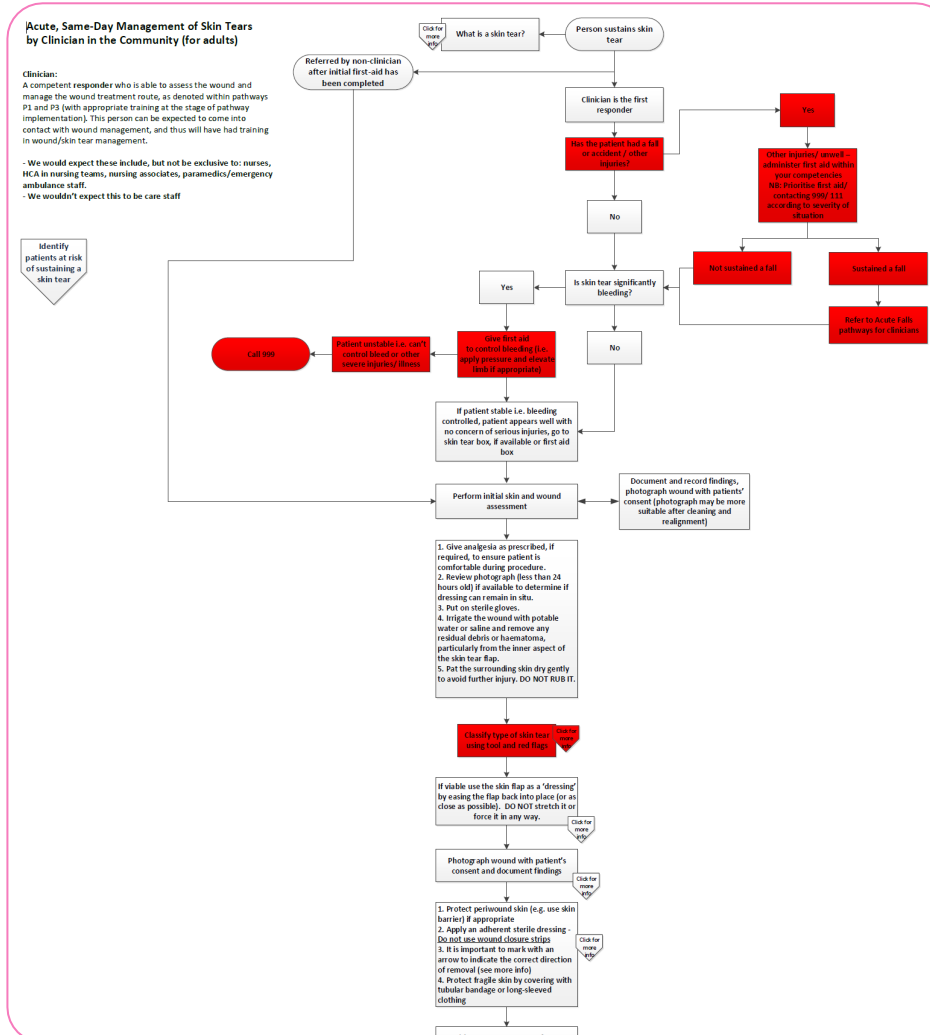 Acute, Same-Day Management of Skin Tears
by Clinician in the Community (for adults)
Clinician:
A competent responder who is able to assess the wound and
manage the wound treatment route, as denoted within pathways
P1 and P3 (with appropriate training at the stage of pathway
implementation). This person can be expected to come into
contact with wound management, and thus will have had training
in wound/skin tear management.
- We would expect these include, but not be exclusive to: nurses,
HCA in nursing teams, nursing associates, paramedics/emergency
ambulance staff.
- We wouldn't expect this to be care staff
Identify
patients at risk
of sustaining a
skin tear
Click for
more
info
What is a skin tear?
Person sustains skin
tear
Referred by non-clinician
after initial first-aid has
been completed
Clinician is the first
responder
Has the patient had a fall
or accident / other
injuries?
Yes
Other injuries/ unwell –
administer first aid within
your competencies
NB: Prioritise first aid/
contacting 999/ 111
according to severity of
situation
No
Not sustained a fall
Sustained a fall
Refer to Acute Falls
pathways for clinicians
Is skin tear significantly
bleeding?
Yes
No
Give first aid
to control bleeding (i.e.
apply pressure and elevate
limb if appropriate)
Patient unstable i.e. can't
control bleed or other
severe injuries/ illness
Call 999
If patient stable i.e. bleeding
controlled, patient appears well with
no concern of serious injuries, go to
skin tear box, if available or first aid
box
Perform initial skin and wound
assessment
Document and record findings,
photograph wound with patients'
consent (photograph may be more
suitable after cleaning and
realignment)
1. Give analgesia as prescribed, if
required, to ensure patient is
comfortable during procedure.
2. Review photograph (less than 24
hours old) if available to determine if
dressing can remain in situ.
3. Put on sterile gloves.
4. Irrigate the wound with potable
water or saline and remove any
residual debris or haematoma,
particularly from the inner aspect of
the skin tear flap.
5. Pat the surrounding skin dry gently
to avoid further injury. DO NOT RUB IT.
Classify type of skin tear
using tool and red flags
Click for
more
info
If viable use the skin flap as a 'dressing'
by easing the flap back into place (or as
close as possible). DO NOT stretch it or
force it in any way.
Click for
more
info
Photograph wound with patient's
consent and document findings
Click for
more
info
1. Protect periwound skin (e.g. use skin
barrier) if appropriate
2. Apply an adherent sterile dressing -
Do not use wound closure strips
3. It is important to mark with an
arrow to indicate the correct direction
of removal (see more info)
4. Protect fragile skin by covering with
tubular bandage or long-sleeved
clothing
Click for
more
info